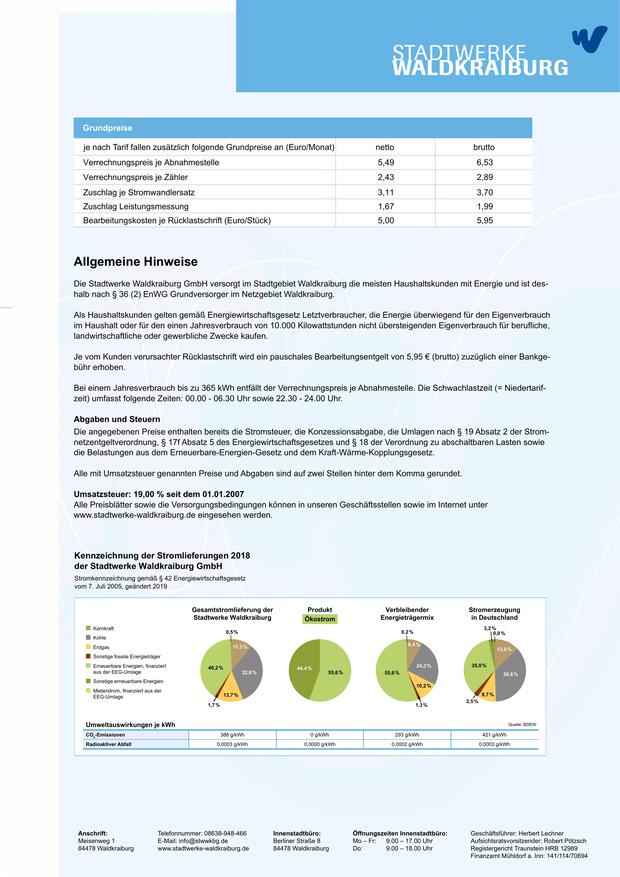 STADTWERKE
WALDKRAIBURG
Grundpreise
je nach Tarif fallen zusätzlich folgende Grundpreise an (Euro/Monat) netto brutto
Verrechnungspreis je Abnahmestelle 5,49 6,53
Verrechnungspreis je Zähler 2,43 2,89
Zuschlag je Stromwandlersatz 3,11 3,70
Zuschlag Leistungsmessung 1,67 1,99
Bearbeitungskosten je Rücklastschrift (Euro/Stück) 5,00 5,95
Allgemeine Hinweise
Die Stadtwerke Waldkraiburg GmbH versorgt im Stadtgebiet Waldkraiburg die meisten Haushaltskunden mit Energie und ist des-
halb nach § 36 (2) EnWG Grundversorger im Netzgebiet Waldkraiburg.
Als Haushaltskunden gelten gemäß Energiewirtschaftsgesetz Letztverbraucher, die Energie überwiegend für den Eigenverbrauch
im Haushalt oder für den einen Jahresverbrauch von 10.000 Kilowattstunden nicht übersteigenden Eigenverbrauch für berufliche,
landwirtschaftliche oder gewerbliche Zwecke kaufen.
Je vom Kunden verursachter Rücklastschrift wird ein pauschales Bearbeitungsentgelt von 5,95 € (brutto) zuzüglich einer Bankge-
bühr erhoben.
Bei einem Jahresverbrauch bis zu 365 kWh entfällt der Verrechnungspreis je Abnahmestelle. Die Schwachlastzeit (= Niedertarif-
zeit) umfasst folgende Zeiten: 00.00 - 06.30 Uhr sowie 22.30 - 24.00 Uhr.
Abgaben und Steuern
Die angegebenen Preise enthalten bereits die Stromsteuer, die Konzessionsabgabe, die Umlagen nach § 19 Absatz 2 der Strom-
netzentgeltverordnung, § 17f Absatz 5 des Energiewirtschaftsgesetzes und § 18 der Verordnung zu abschaltbaren Lasten sowie
die Belastungen aus dem Erneuerbare-Energien-Gesetz und dem Kraft-Wärme-Kopplungsgesetz.
Alle mit Umsatzsteuer genannten Preise und Abgaben sind auf zwei Stellen hinter dem Komma gerundet.
Umsatzsteuer: 19,00 % seit dem 01.01.2007
Alle Preisblätter sowie die Versorgungsbedingungen können in unseren Geschäftsstellen sowie im Internet unter
www.stadtwerke-waldkraiburg.de eingesehen werden.
Kennzeichnung der Stromlieferungen 2018
der Stadtwerke Waldkraiburg GmbH
Stromkennzeichnung gemäß § 42 Energiewirtschaftsgesetz
vom 7. Juli 2005, geändert 2019
Kernkraft
Kohle
Erdgas
Sonstige fossile Energieträger
Erneuerbare Energien, finanziert
aus der EEG-Umlage
Sonstige erneuerbare Energien
Mieterstrom, finanziert aus der
EEG-Umlage
Gesamtstromlieferung der
Stadtwerke Waldkraiburg
0,5%
11,3%
40,2%
32,6%
13,7%
1,7%
Produkt
Ökostrom
44,4%
55,6%
Verbleibender
Energieträgermix
0,2%
8,4%
55,6%
24,3%
10,2%
1,3%
Stromerzeugung
in Deutschland
3,2%
0,0%
13,0%
35,0%
36,6%
9,7%
2,5%
Umweltauswirkungen je kWh Quelle: BDEW
CO2-Emissionen 388 g/kWh 0 g/kWh 293 g/kWh 421 g/kWh
Radioaktiver Abfall 0,0003 g/kWh 0,0000 g/kWh 0,0002 g/kWh 0,0003 g/kWh
Anschrift:
Meisenweg 1
84478 Waldkraiburg
Telefonnummer: 08638-948-466
E-Mail: info@stwwkbg.de
www.stadtwerke-waldkraiburg.de
Innenstadtbüro:
Berliner Straße 8
84478 Waldkraiburg
Öffnungszeiten Innenstadtbüro:
Mo – Fr: 9.00 – 17.00 Uhr
Do: 9.00 – 18.00 Uhr
Geschäftsführer: Herbert Lechner
Aufsichtsratsvorsitzender: Robert Pötzsch
Registergericht Traunstein HRB 12989
Finanzamt Mühldorf a. Inn: 141/114/70694